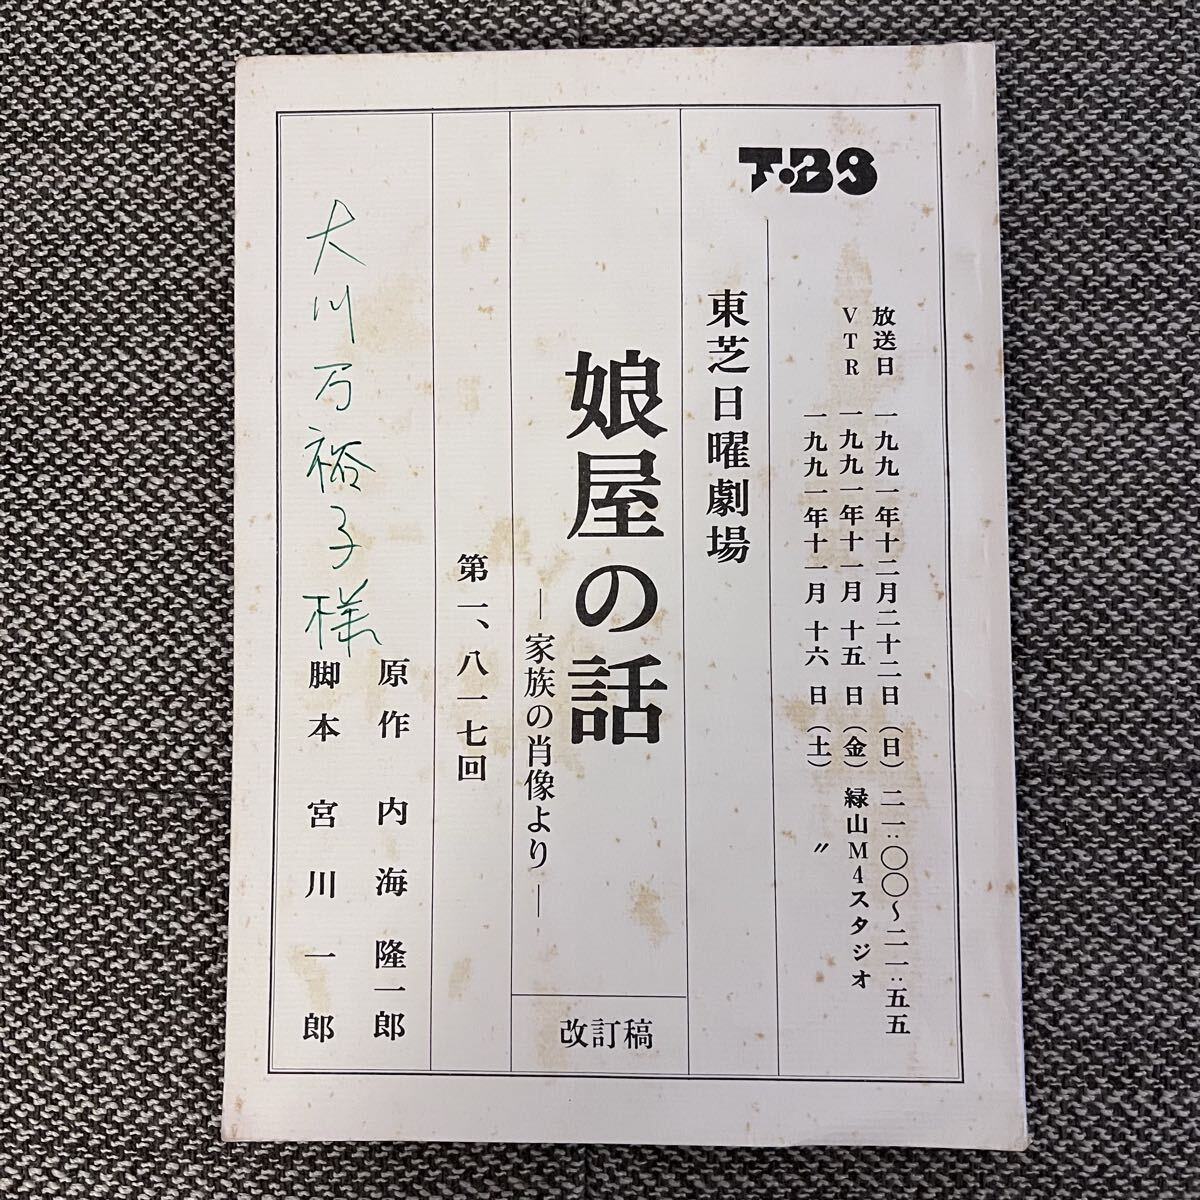 TBS
放送日 一九九一年十二月二十二日(日)二一:〇〇~二一:五五
VTR 一九九一年十一月十五日(金)緑山M4スタジオ
一九九一年十一月十六日(土) 〃
東芝日曜劇場
娘屋の話
―家族の肖像より―
改訂稿
第一、八一七回
原作 内海隆一郎
脚本 宮川一郎
大川万裕子様